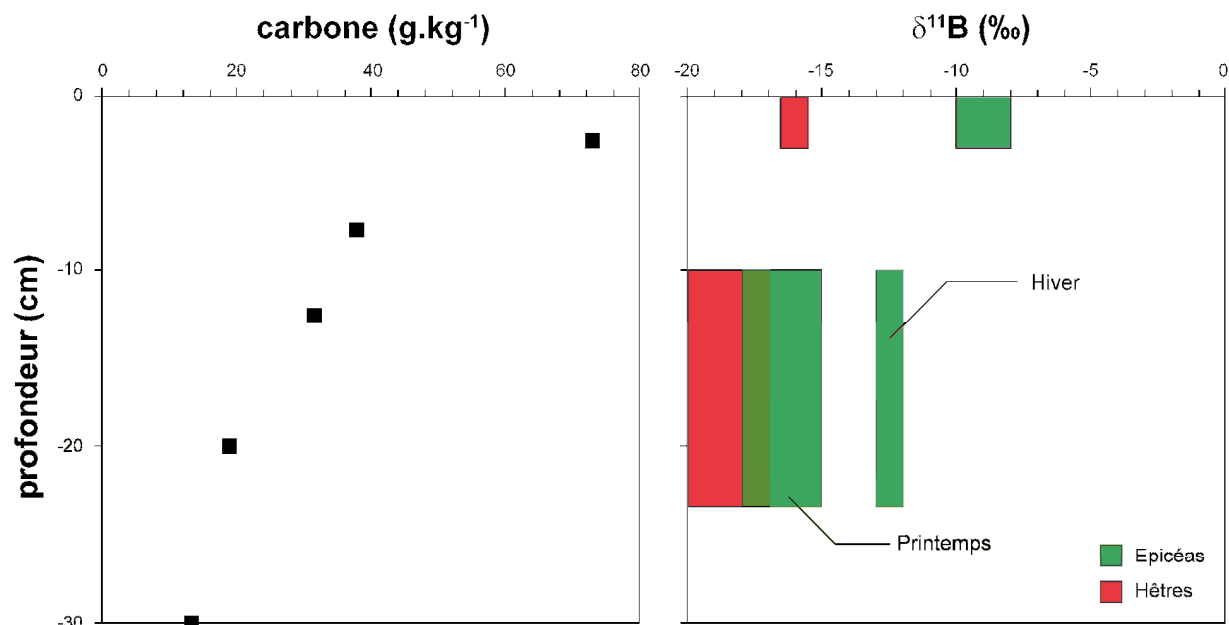 carbone (g.kg⁻¹)
0 20 40 60 80
0
-10
-20
-30
profondeur (cm)
δ¹¹B (‰)
-20 -15 -10 -5 0
Hiver
Printemps
Epicéas
Hêtres